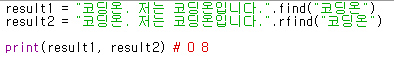 result1 = "코딩온. 저는 코딩온입니다.".find("코딩온")
result2 = "코딩온. 저는 코딩온입니다.".rfind("코딩온")
print(result1, result2) # 0 8